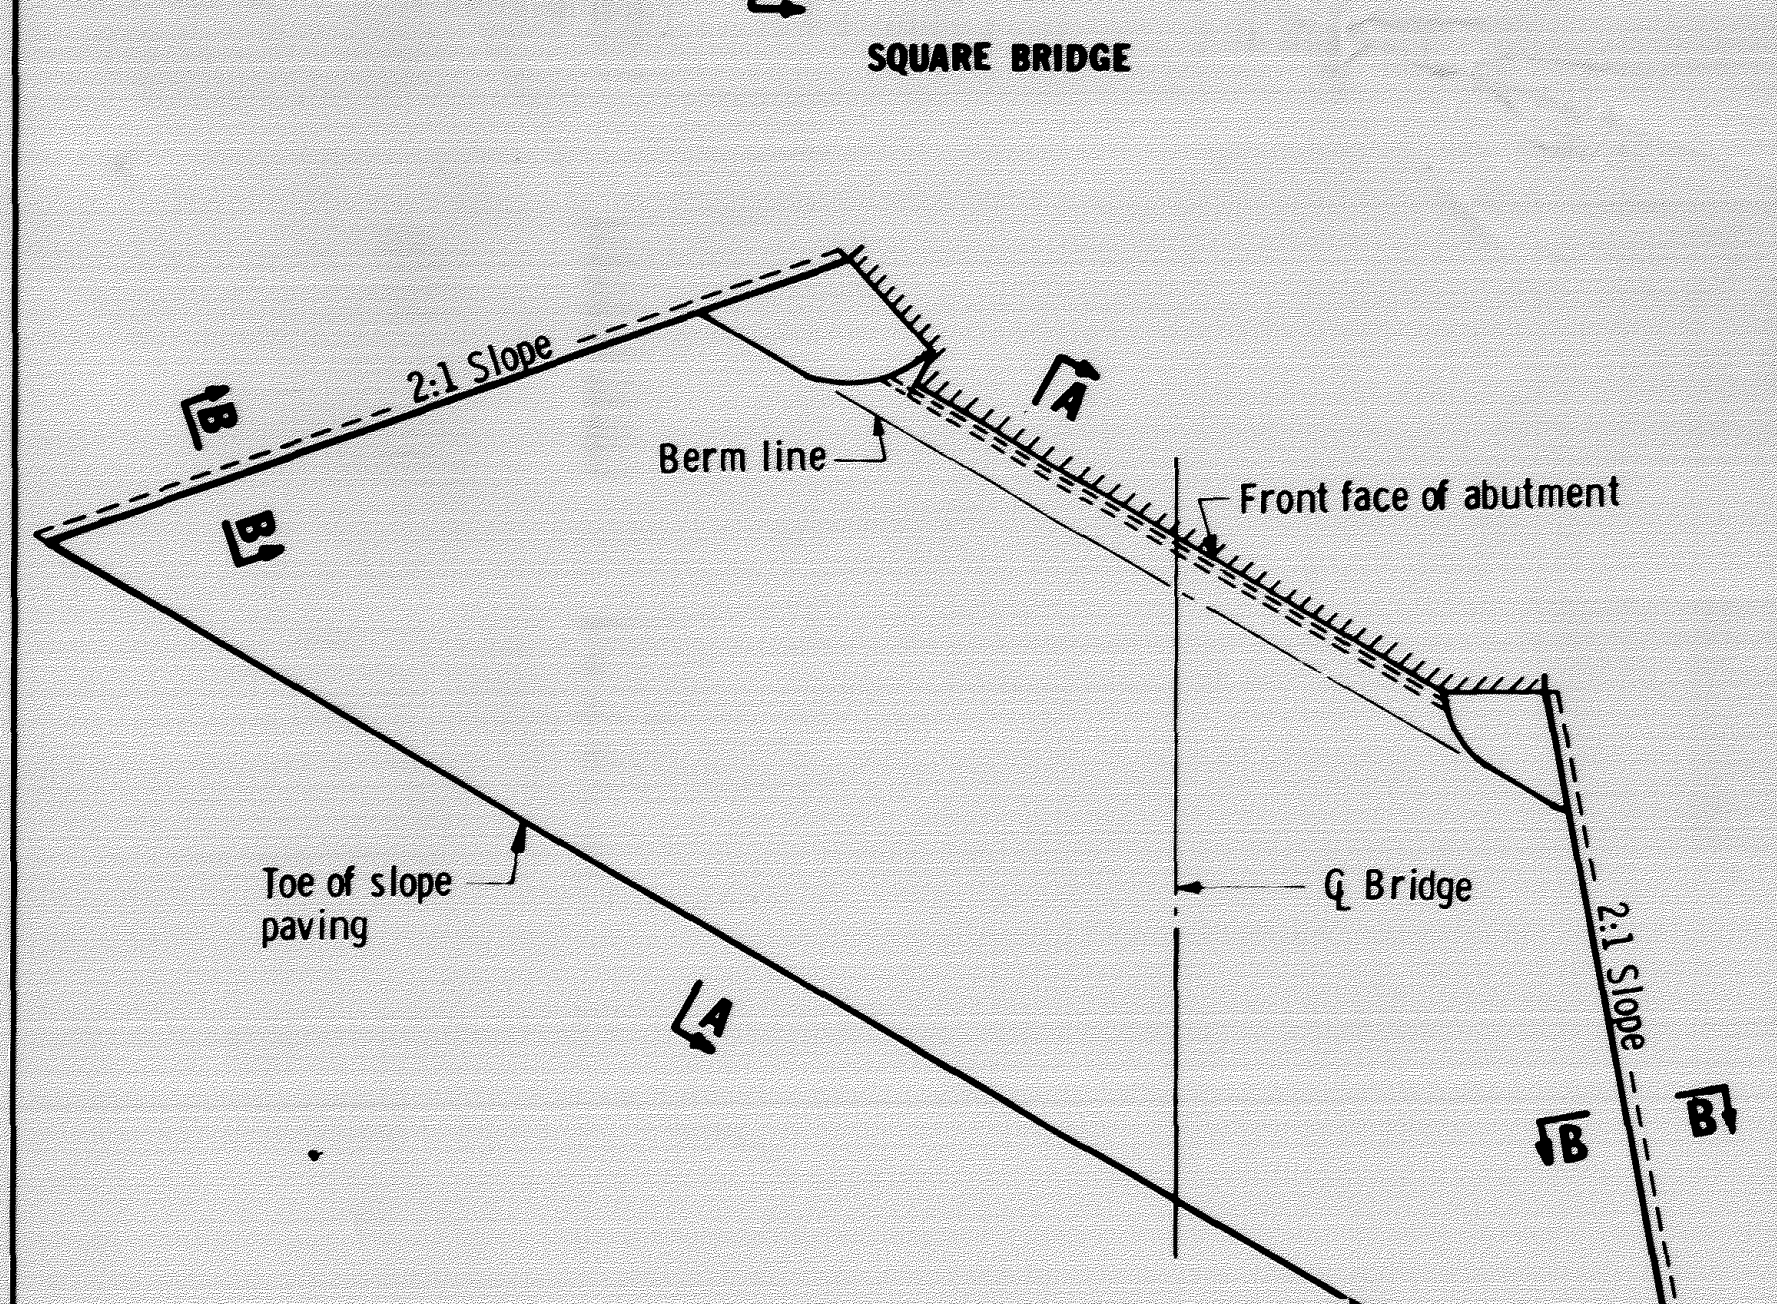 SQUARE BRIDGE
2:1 Slope
B
A
Berm line
Front face of abutment
B
Toe of slope
paving
℄ Bridge
2:1 Slope
A
B
B